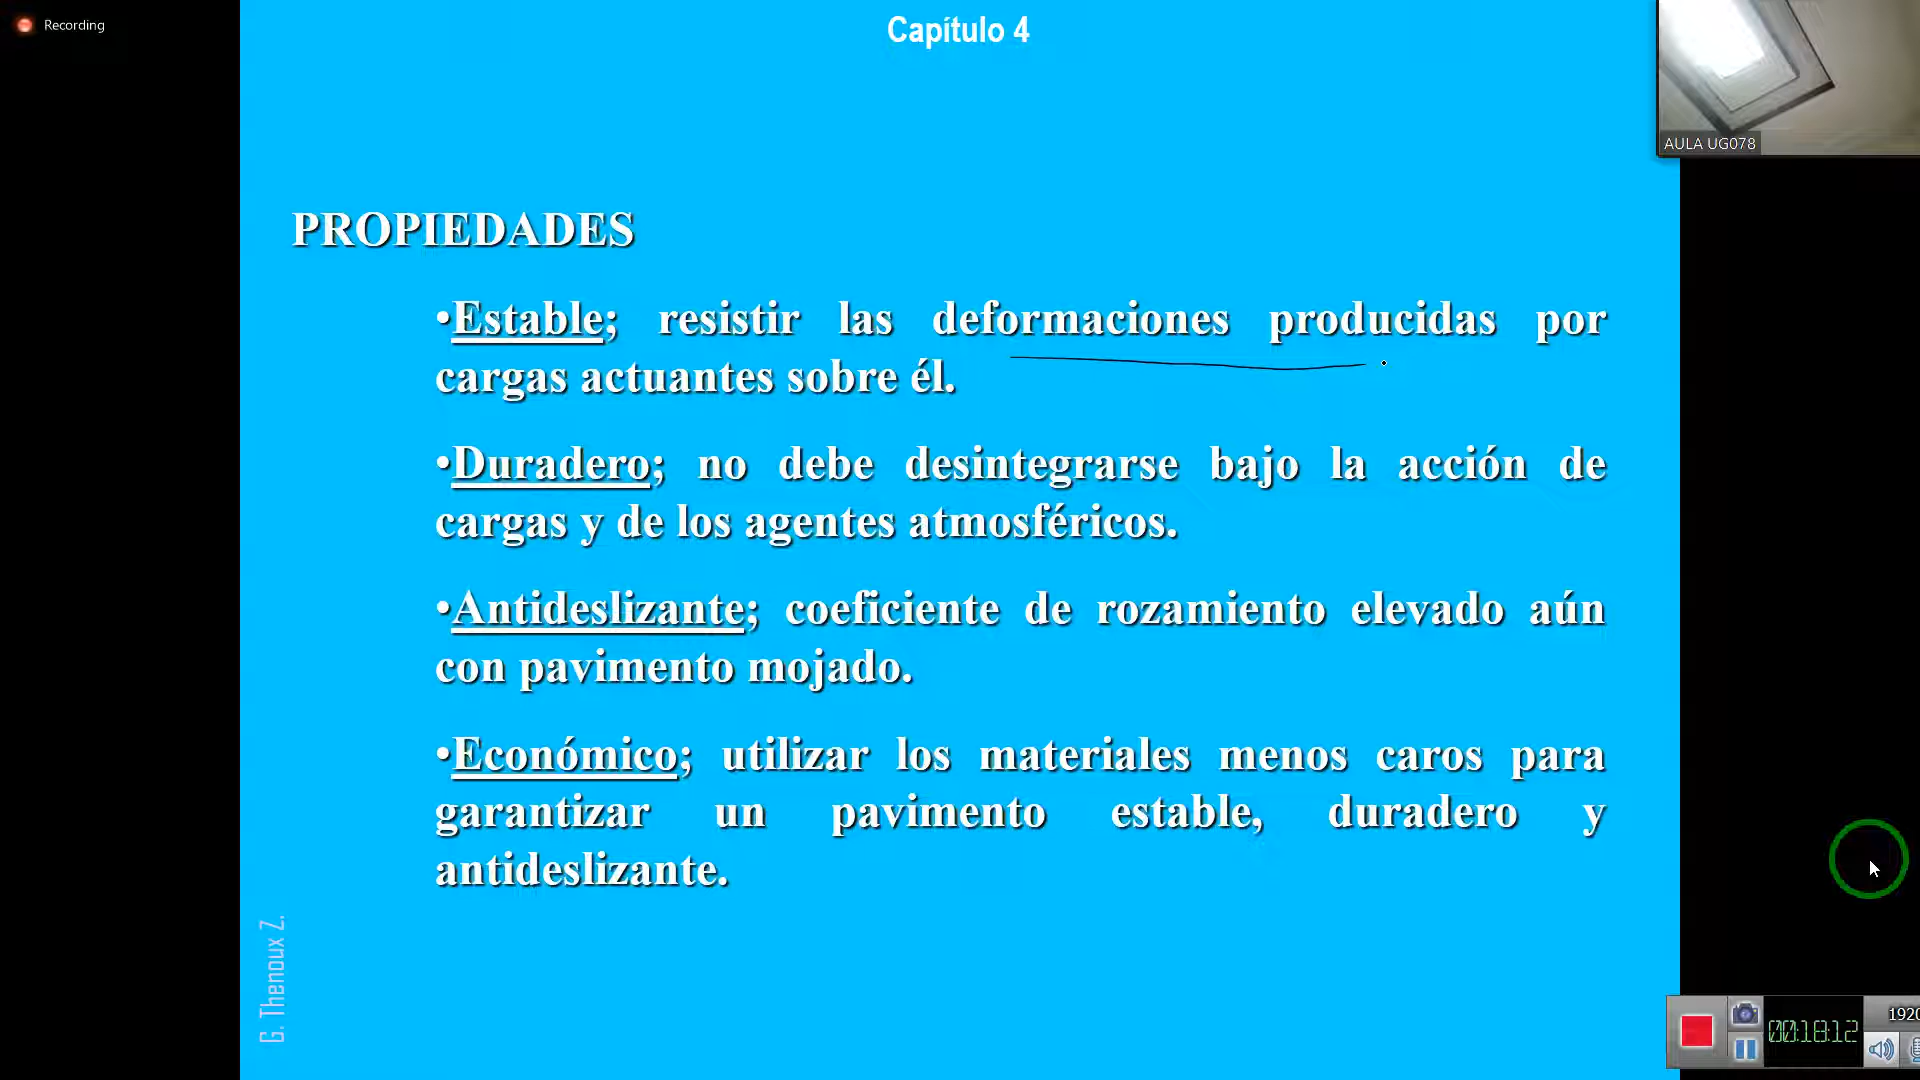 Recording
Capítulo 4
AULA UG078
PROPIEDADES
•Estable; resistir las deformaciones producidas por
cargas actuantes sobre él.
•Duradero; no debe desintegrarse bajo la acción de
cargas y de los agentes atmosféricos.
•Antideslizante; coeficiente de rozamiento elevado aún
con pavimento mojado.
•Económico; utilizar los materiales menos caros para
garantizar un pavimento estable, duradero y
antideslizante.
G. Thenoux Z.
1920
00:18:12